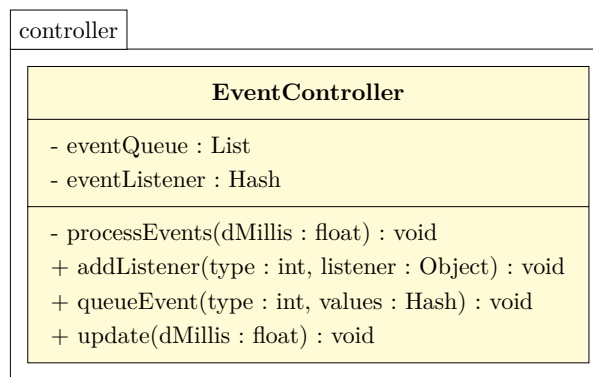 controller
EventController
- eventQueue : List
- eventListener : Hash
- processEvents(dMillis : float) : void
+ addListener(type : int, listener : Object) : void
+ queueEvent(type : int, values : Hash) : void
+ update(dMillis : float) : void